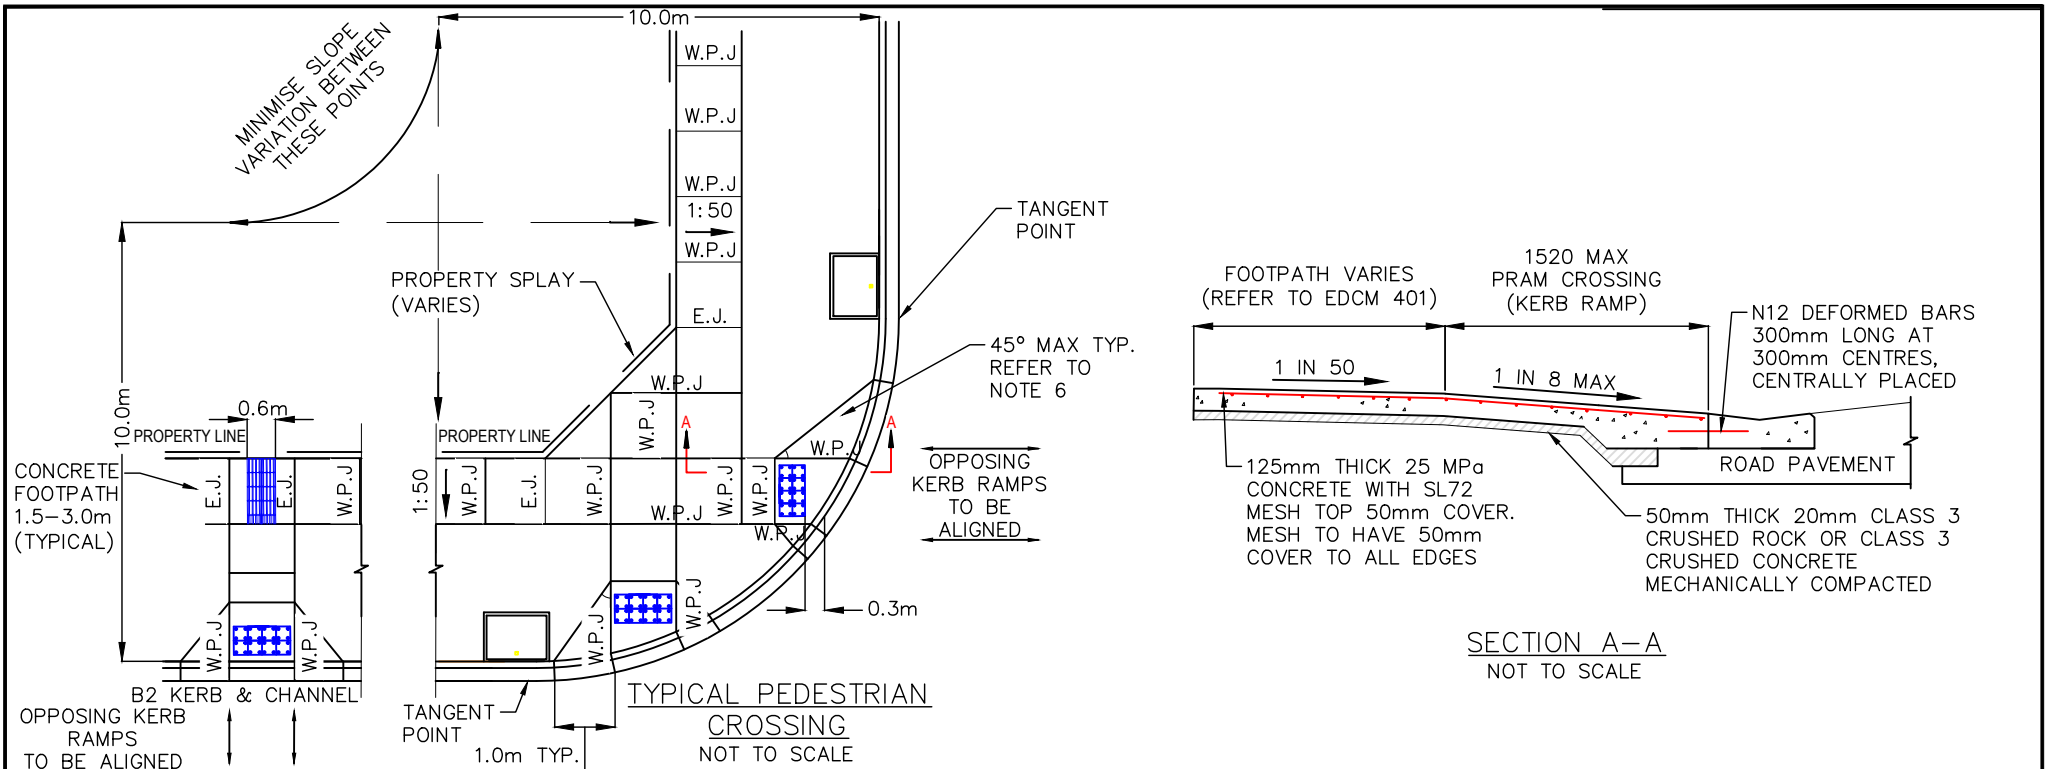 10.0m
MINIMISE SLOPE
VARIATION BETWEEN
THESE POINTS
W.P.J
W.P.J
W.P.J
1:50
W.P.J
E.J.
W.P.J
W.P.J
TANGENT
POINT
PROPERTY SPLAY
(VARIES)
45° MAX TYP.
REFER TO
NOTE 6
10.0m
0.6m
PROPERTY LINE
PROPERTY LINE
CONCRETE
FOOTPATH
1.5–3.0m
(TYPICAL)
E.J.
E.J.
W.P.J
1:50
W.P.J
E.J.
W.P.J
W.P.J
W.P.J
W.P.J
W.P.J
W.P.J
A
A
OPPOSING
KERB RAMPS
TO BE
ALIGNED
W.P.J
W.P.J
W.P.J
W.P.J
0.3m
B2 KERB & CHANNEL
OPPOSING KERB
RAMPS
TO BE ALIGNED
TANGENT
POINT
1.0m TYP.
TYPICAL PEDESTRIAN
CROSSING
NOT TO SCALE
FOOTPATH VARIES
(REFER TO EDCM 401)
1520 MAX
PRAM CROSSING
(KERB RAMP)
N12 DEFORMED BARS
300mm LONG AT
300mm CENTRES,
CENTRALLY PLACED
1 IN 50
1 IN 8 MAX
125mm THICK 25 MPa
CONCRETE WITH SL72
MESH TOP 50mm COVER.
MESH TO HAVE 50mm
COVER TO ALL EDGES
ROAD PAVEMENT
50mm THICK 20mm CLASS 3
CRUSHED ROCK OR CLASS 3
CRUSHED CONCRETE
MECHANICALLY COMPACTED
SECTION A–A
NOT TO SCALE